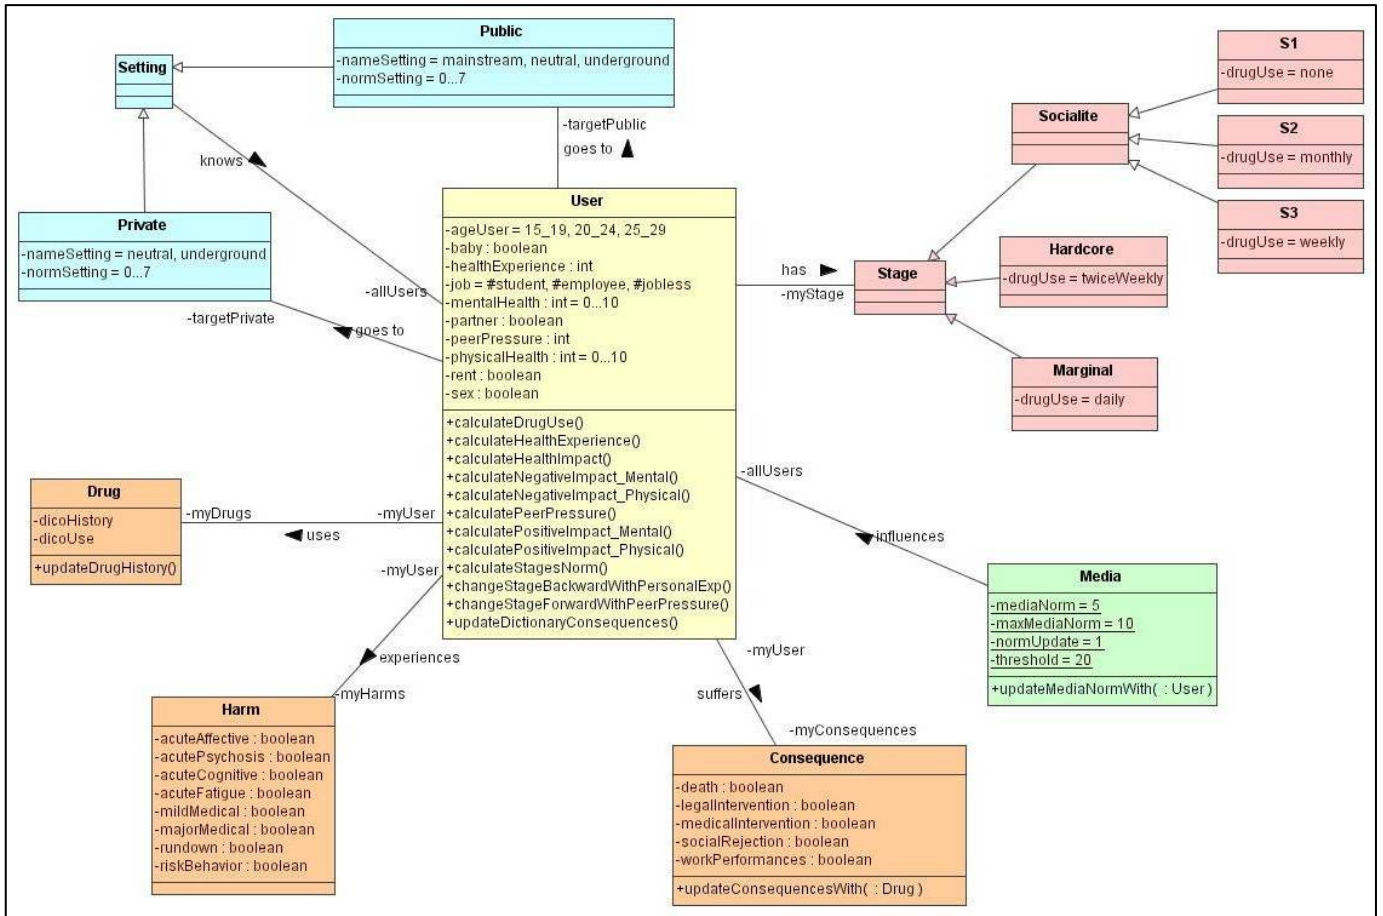 Public
-nameSetting = mainstream, neutral, underground
-normSetting = 0...7
Setting
-targetPublic
goes to
knows
Private
-nameSetting = neutral, underground
-normSetting = 0...7
-allUsers
-targetPrivate
goes to
User
-ageUser = 15_19, 20_24, 25_29
-baby : boolean
-healthExperience : int
-job = #student, #employee, #jobless
-mentalHealth : int = 0...10
-partner : boolean
-peerPressure : int
-physicalHealth : int = 0...10
-rent : boolean
-sex : boolean
+calculateDrugUse()
+calculateHealthExperience()
+calculateHealthImpact()
+calculateNegativeImpact_Mental()
+calculateNegativeImpact_Physical()
+calculatePeerPressure()
+calculatePositiveImpact_Mental()
+calculatePositiveImpact_Physical()
+calculateStagesNorm()
+changeStageBackwardWithPersonalExp()
+changeStageForwardWithPeerPressure()
+updateDictionaryConsequences()
has
-myStage
Stage
Socialite
S1
-drugUse = none
S2
-drugUse = monthly
S3
-drugUse = weekly
Hardcore
-drugUse = twiceWeekly
Marginal
-drugUse = daily
Drug
-dicoHistory
-dicoUse
+updateDrugHistory()
-myDrugs
-myUser
uses
-myUser
experiences
-myHarms
Harm
-acuteAffective : boolean
-acutePsychosis : boolean
-acuteCognitive : boolean
-acuteFatigue : boolean
-mildMedical : boolean
-majorMedical : boolean
-rundown : boolean
-riskBehavior : boolean
-allUsers
influences
Media
-mediaNorm = 5
-maxMediaNorm = 10
-normUpdate = 1
-threshold = 20
+updateMediaNormWith( : User )
-myUser
suffers
-myConsequences
Consequence
-death : boolean
-legalIntervention : boolean
-medicalIntervention : boolean
-socialRejection : boolean
-workPerformances : boolean
+updateConsequencesWith( : Drug )